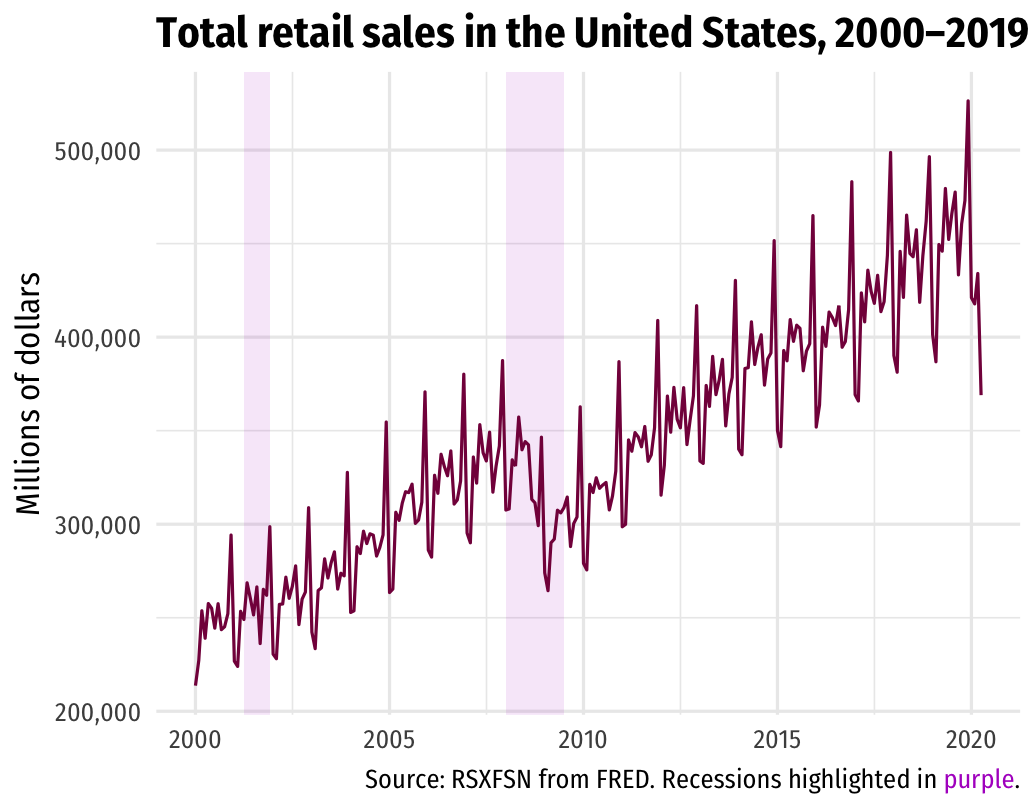 Total retail sales in the United States, 2000–2019
Millions of dollars
500,000
400,000
300,000
200,000
2000 2005 2010 2015 2020
Source: RSXFSN from FRED. Recessions highlighted in purple.